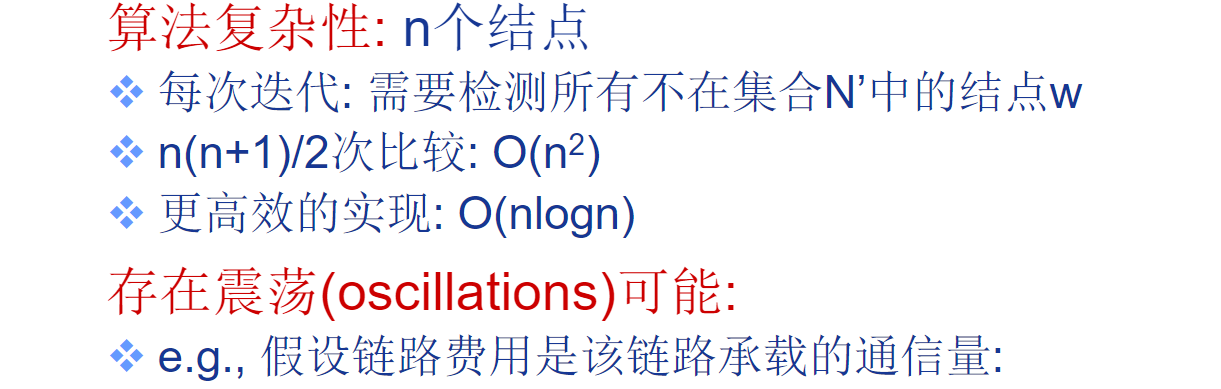 算法复杂性: n个结点
❖ 每次迭代: 需要检测所有不在集合N’中的结点w
❖ n(n+1)/2次比较: O(n²)
❖ 更高效的实现: O(nlogn)
存在震荡(oscillations)可能:
❖ e.g., 假设链路费用是该链路承载的通信量: